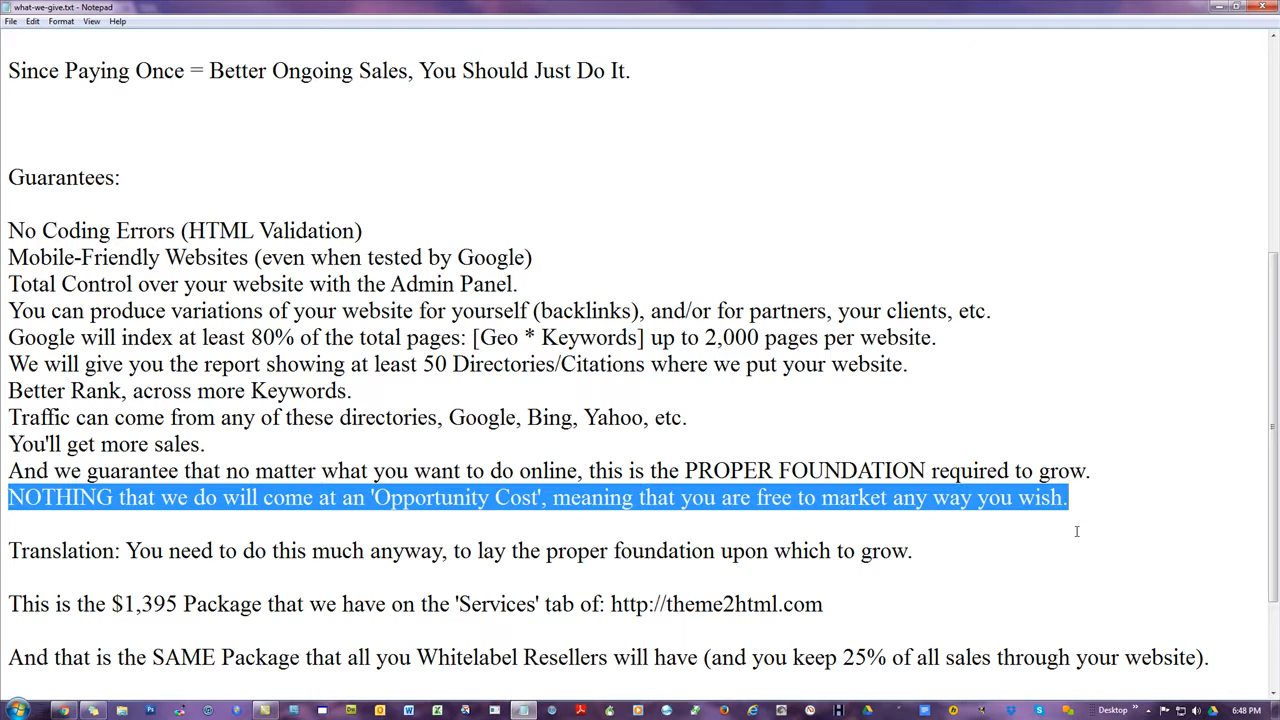 what-we-give.txt - Notepad
File Edit Format View Help
Since Paying Once = Better Ongoing Sales, You Should Just Do It.
Guarantees:
No Coding Errors (HTML Validation)
Mobile-Friendly Websites (even when tested by Google)
Total Control over your website with the Admin Panel.
You can produce variations of your website for yourself (backlinks), and/or for partners, your clients, etc.
Google will index at least 80% of the total pages: [Geo * Keywords] up to 2,000 pages per website.
We will give you the report showing at least 50 Directories/Citations where we put your website.
Better Rank, across more Keywords.
Traffic can come from any of these directories, Google, Bing, Yahoo, etc.
You'll get more sales.
And we guarantee that no matter what you want to do online, this is the PROPER FOUNDATION required to grow.
NOTHING that we do will come at an 'Opportunity Cost', meaning that you are free to market any way you wish.
Translation: You need to do this much anyway, to lay the proper foundation upon which to grow.
This is the $1,395 Package that we have on the 'Services' tab of: http://theme2html.com
And that is the SAME Package that all you Whitelabel Resellers will have (and you keep 25% of all sales through your website).
Desktop 6:48 PM